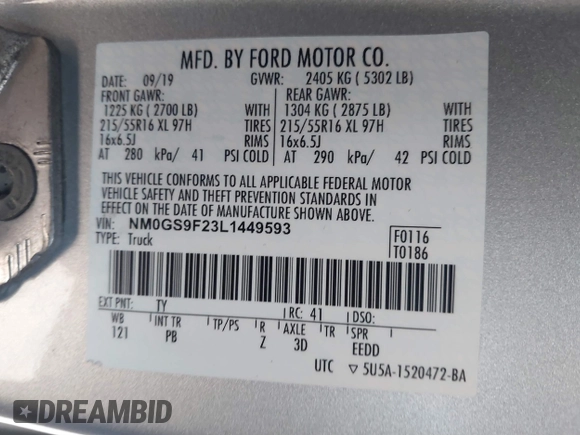 MFD. BY FORD MOTOR CO.
DATE: 09/19 GVWR: 2405 KG ( 5302 LB)
FRONT GAWR: REAR GAWR:
1225 KG ( 2700 LB) WITH 1304 KG ( 2875 LB) WITH
215/55R16 XL 97H TIRES 215/55R16 XL 97H TIRES
16x6.5J RIMS 16x6.5J RIMS
AT 280 kPa/ 41 PSI COLD AT 290 kPa/ 42 PSI COLD
THIS VEHICLE CONFORMS TO ALL APPLICABLE FEDERAL MOTOR
VEHICLE SAFETY AND THEFT PREVENTION STANDARDS IN
EFFECT ON THE DATE OF MANUFACTURE SHOWN ABOVE.
VIN: NM0GS9F23L1449593 F0116
TYPE: Truck T0186
EXT PNT: TY RC: 41 DSO:
WB INT TR TP/PS R AXLE TR SPR
121 PB Z 3D EEDD
UTC ▽ 5U5A-1520472-BA
DREAMBID